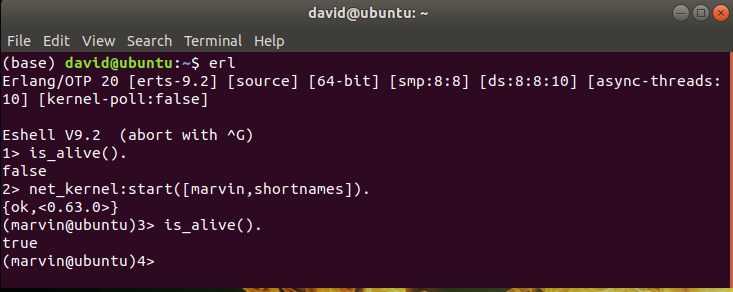 david@ubuntu: ~
File Edit View Search Terminal Help
(base) david@ubuntu:~$ erl
Erlang/OTP 20 [erts-9.2] [source] [64-bit] [smp:8:8] [ds:8:8:10] [async-threads:
10] [kernel-poll:false]
Eshell V9.2  (abort with ^G)
1> is_alive().
false
2> net_kernel:start([marvin,shortnames]).
{ok,<0.63.0>}
(marvin@ubuntu)3> is_alive().
true
(marvin@ubuntu)4>